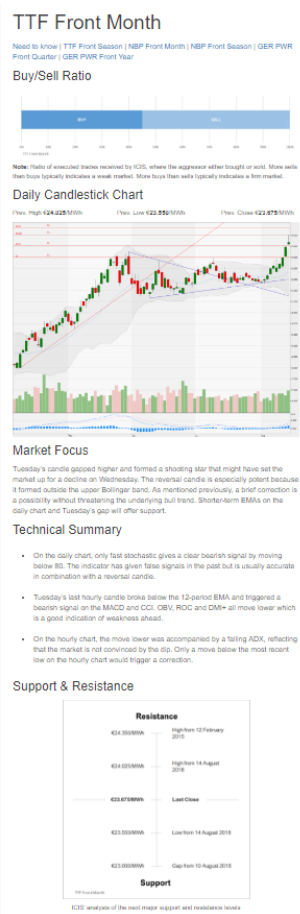 TTF Front Month
Need to know | TTF Front Season | NBP Front Month | NBP Front Season | GER PWR
Front Quarter | GER PWR Front Year
Buy/Sell Ratio
BUY
SELL
TTF Front Month
Note: Ratio of executed trades received by ICIS, where the aggressor either bought or sold. More sells
than buys typically indicates a weak market. More buys than sells typically indicates a firm market.
Daily Candlestick Chart
Prev. High €24.025/MWh Prev. Low €23.550/MWh Prev. Close €23.675/MWh
Market Focus
Tuesday's candle gapped higher and formed a shooting star that might have set the
market up for a decline on Wednesday. The reversal candle is especially potent because
it formed outside the upper Bollinger band. As mentioned previously, a brief correction is
a possibility without threatening the underlying bull trend. Shorter-term EMAs on the
daily chart and Tuesday's gap will offer support.
Technical Summary
• On the daily chart, only fast stochastic gives a clear bearish signal by moving
below 80. The indicator has given false signals in the past but is usually accurate
in combination with a reversal candle.
• Tuesday's last hourly candle broke below the 12-period EMA and triggered a
bearish signal on the MACD and CCI. OBV, ROC and DMI+ all move lower which
is a good indication of weakness ahead.
• On the hourly chart, the move lower was accompanied by a falling ADX, reflecting
that the market is not convinced by the dip. Only a move below the most recent
low on the hourly chart would trigger a correction.
Support & Resistance
Resistance
€24.350/MWh High from 12 February
2015
€24.025/MWh High from 14 August
2018
€23.675/MWh Last Close
€23.550/MWh Low from 14 August 2018
€23.000/MWh Gap from 10 August 2018
Support
TTF Front Month
ICIS' analysis of the next major support and resistance levels